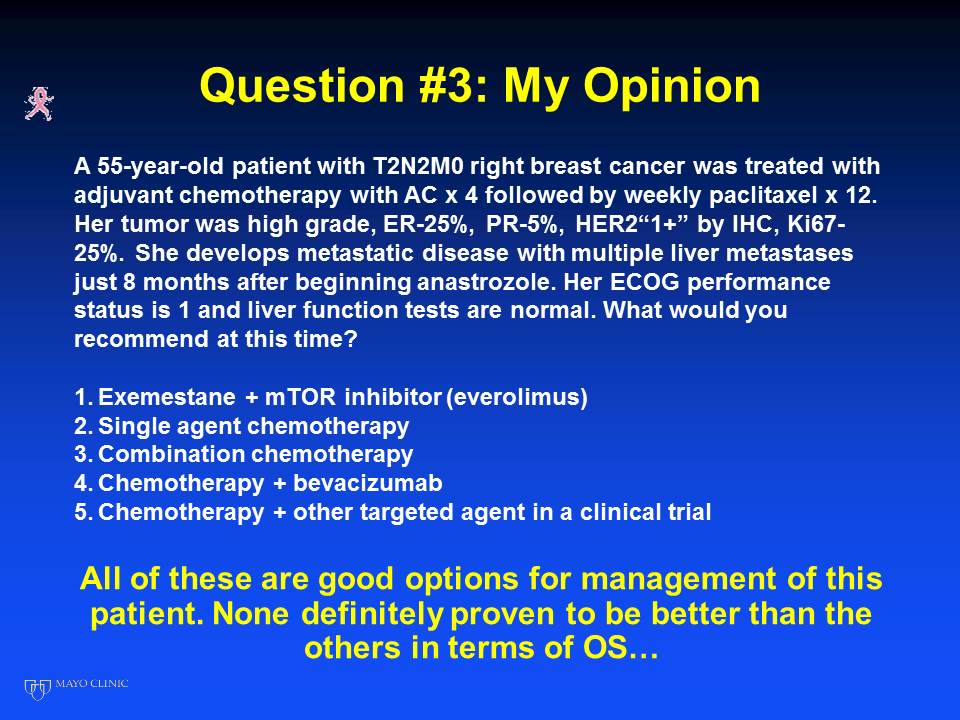 Question #3: My Opinion
A 55-year-old patient with T2N2M0 right breast cancer was treated with
adjuvant chemotherapy with AC x 4 followed by weekly paclitaxel x 12.
Her tumor was high grade, ER-25%, PR-5%, HER2“1+” by IHC, Ki67-
25%. She develops metastatic disease with multiple liver metastases
just 8 months after beginning anastrozole. Her ECOG performance
status is 1 and liver function tests are normal. What would you
recommend at this time?
1. Exemestane + mTOR inhibitor (everolimus)
2. Single agent chemotherapy
3. Combination chemotherapy
4. Chemotherapy + bevacizumab
5. Chemotherapy + other targeted agent in a clinical trial
All of these are good options for management of this
patient. None definitely proven to be better than the
others in terms of OS…
MAYO CLINIC